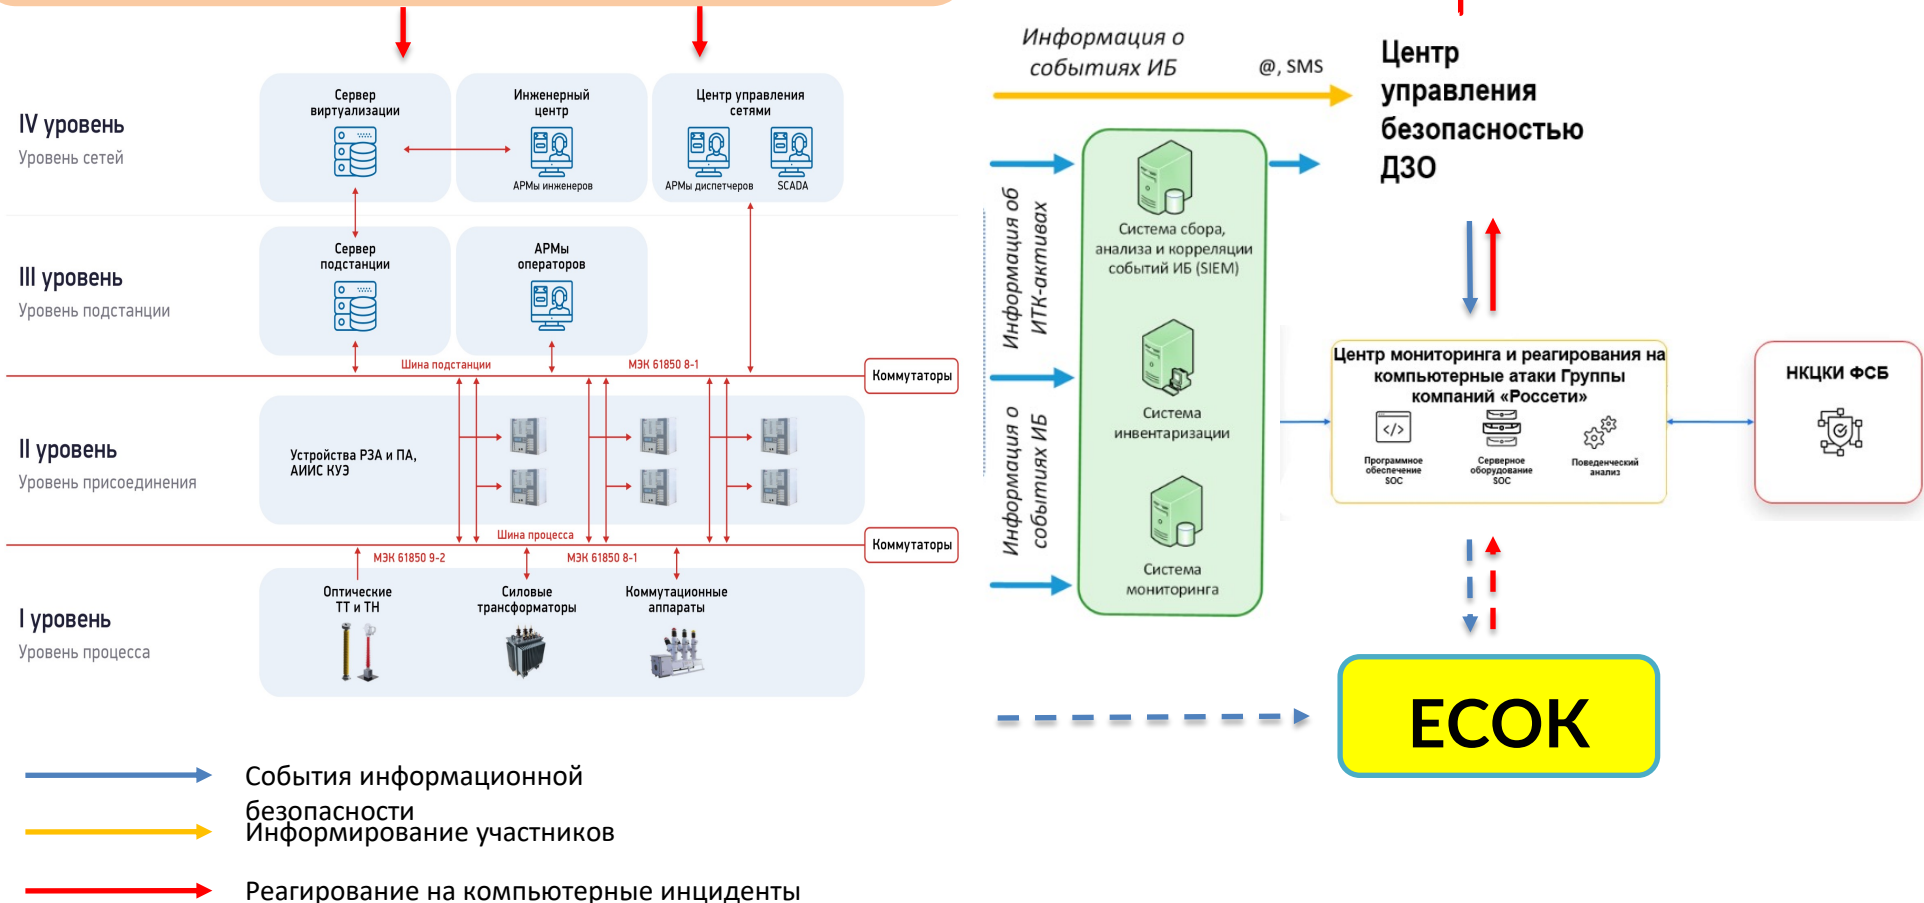 IV уровень
Уровень сетей
Сервер
виртуализации
Инженерный
центр
АРМы инженеров
Центр управления
сетями
АРМы диспетчеров
SCADA
III уровень
Уровень подстанции
Сервер
подстанции
АРМы
операторов
Шина подстанции
МЭК 61850 8-1
Коммутаторы
II уровень
Уровень присоединения
Устройства РЗА и ПА,
АИИС КУЭ
Шина процесса
МЭК 61850 9-2
МЭК 61850 8-1
Коммутаторы
I уровень
Уровень процесса
Оптические
ТТ и ТН
Силовые
трансформаторы
Коммутационные
аппараты
События информационной
безопасности
Информирование участников
Реагирование на компьютерные инциденты
Информация о
событиях ИБ
@, SMS
Центр
управления
безопасностью
ДЗО
Информация об
ИТК-активах
Информация о
событиях ИБ
Система сбора,
анализа и корреляции
событий ИБ (SIEM)
Система
инвентаризации
Система
мониторинга
Центр мониторинга и реагирования на
компьютерные атаки Группы
компаний «Россети»
Программное
обеспечение
SOC
Серверное
оборудование
SOC
Поведенческий
анализ
НКЦКИ ФСБ
ЕСОК